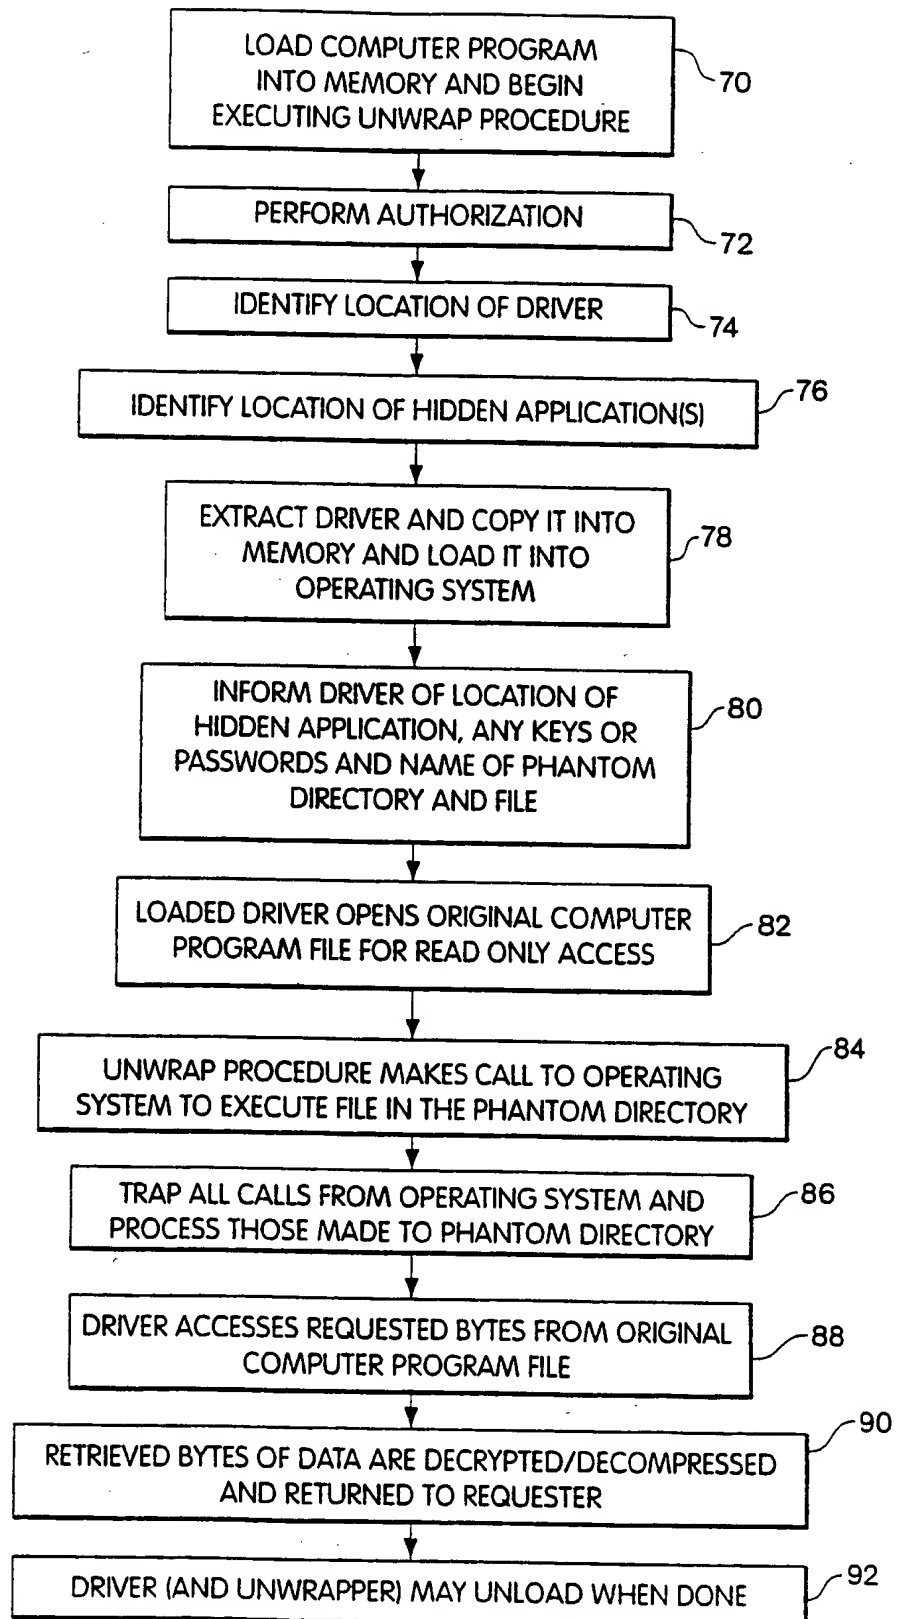 LOAD COMPUTER PROGRAM
INTO MEMORY AND BEGIN
EXECUTING UNWRAP PROCEDURE
70
PERFORM AUTHORIZATION
72
IDENTIFY LOCATION OF DRIVER
74
IDENTIFY LOCATION OF HIDDEN APPLICATION(S)
76
EXTRACT DRIVER AND COPY IT INTO
MEMORY AND LOAD IT INTO
OPERATING SYSTEM
78
INFORM DRIVER OF LOCATION OF
HIDDEN APPLICATION, ANY KEYS OR
PASSWORDS AND NAME OF PHANTOM
DIRECTORY AND FILE
80
LOADED DRIVER OPENS ORIGINAL COMPUTER
PROGRAM FILE FOR READ ONLY ACCESS
82
UNWRAP PROCEDURE MAKES CALL TO OPERATING
SYSTEM TO EXECUTE FILE IN THE PHANTOM DIRECTORY
84
TRAP ALL CALLS FROM OPERATING SYSTEM AND
PROCESS THOSE MADE TO PHANTOM DIRECTORY
86
DRIVER ACCESSES REQUESTED BYTES FROM ORIGINAL
COMPUTER PROGRAM FILE
88
RETRIEVED BYTES OF DATA ARE DECRYPTED/DECOMPRESSED
AND RETURNED TO REQUESTER
90
DRIVER (AND UNWRAPPER) MAY UNLOAD WHEN DONE
92